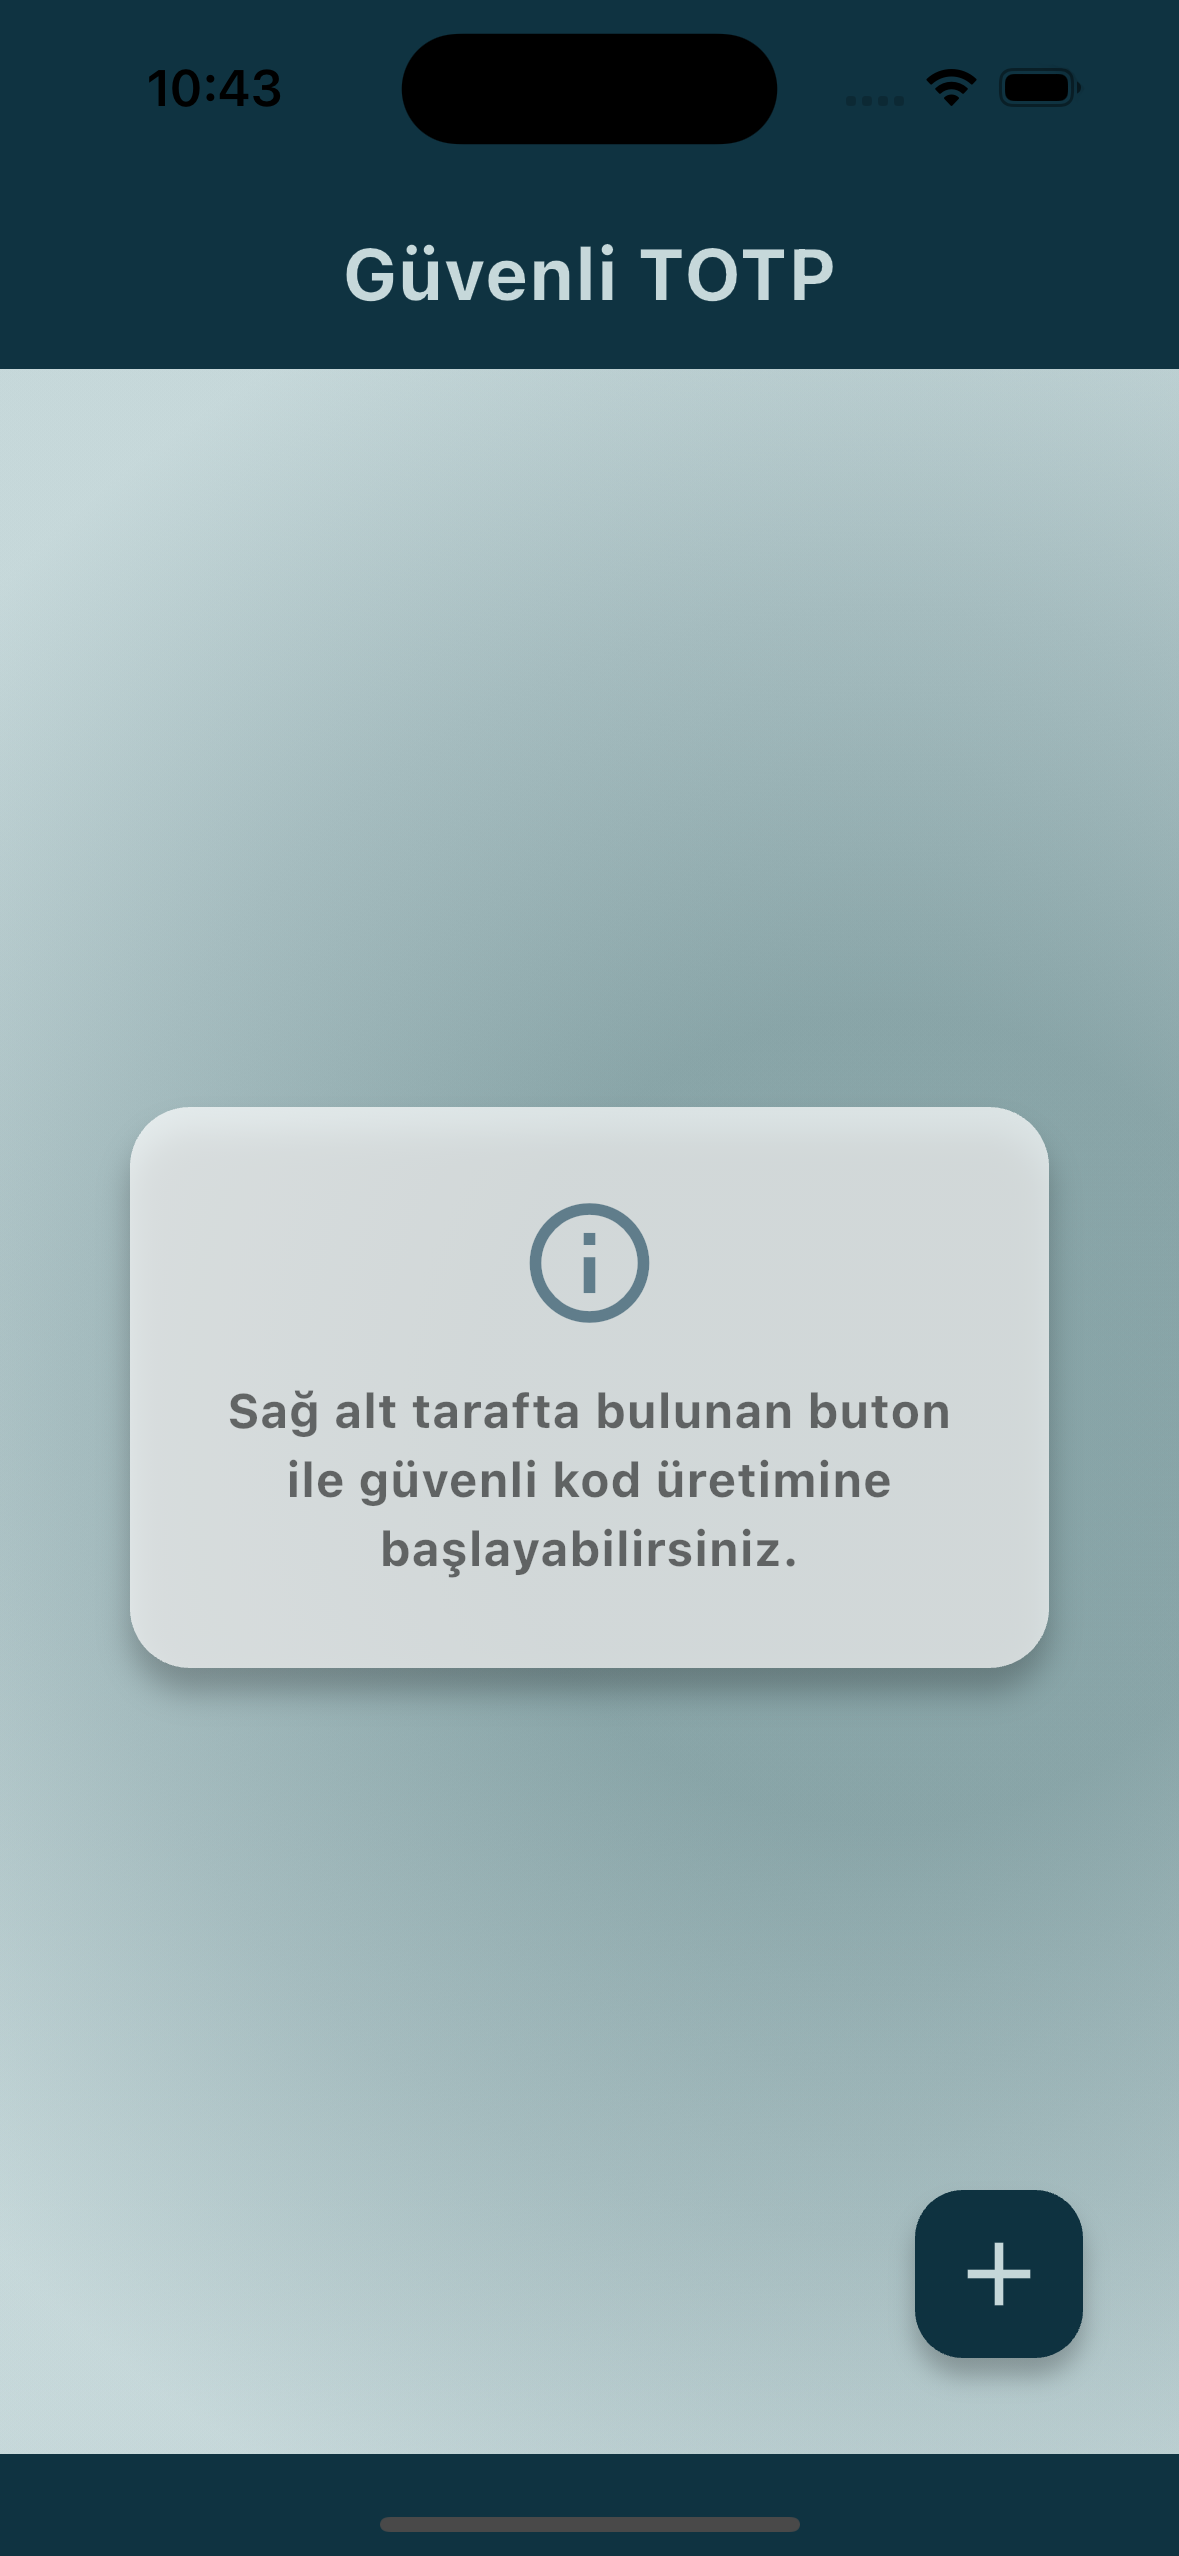 10:43
Güvenli TOTP
Sağ alt tarafta bulunan buton
ile güvenli kod üretimine
başlayabilirsiniz.